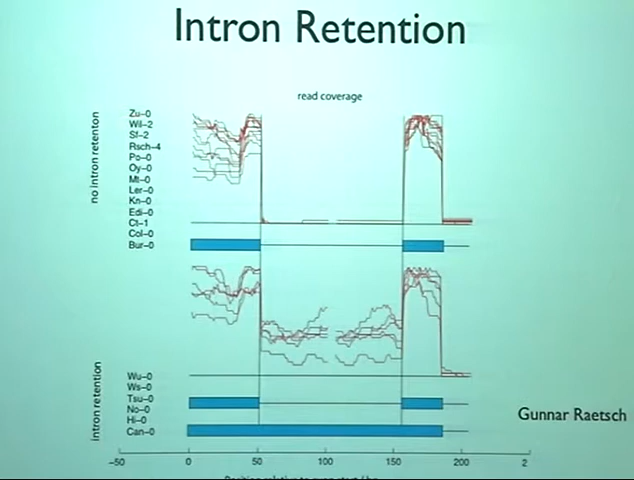 Intron Retention
read coverage
no intron retenton
Zu-0
Wil-2
Sf-2
Rsch-4
Po-0
Oy-0
Mt-0
Ler-0
Kn-0
Edi-0
Ct-1
Col-0
Bur-0
intron retention
Wu-0
Ws-0
Tsu-0
No-0
Hi-0
Can-0
Gunnar Raetsch
-50 0 50 100 150 200 2